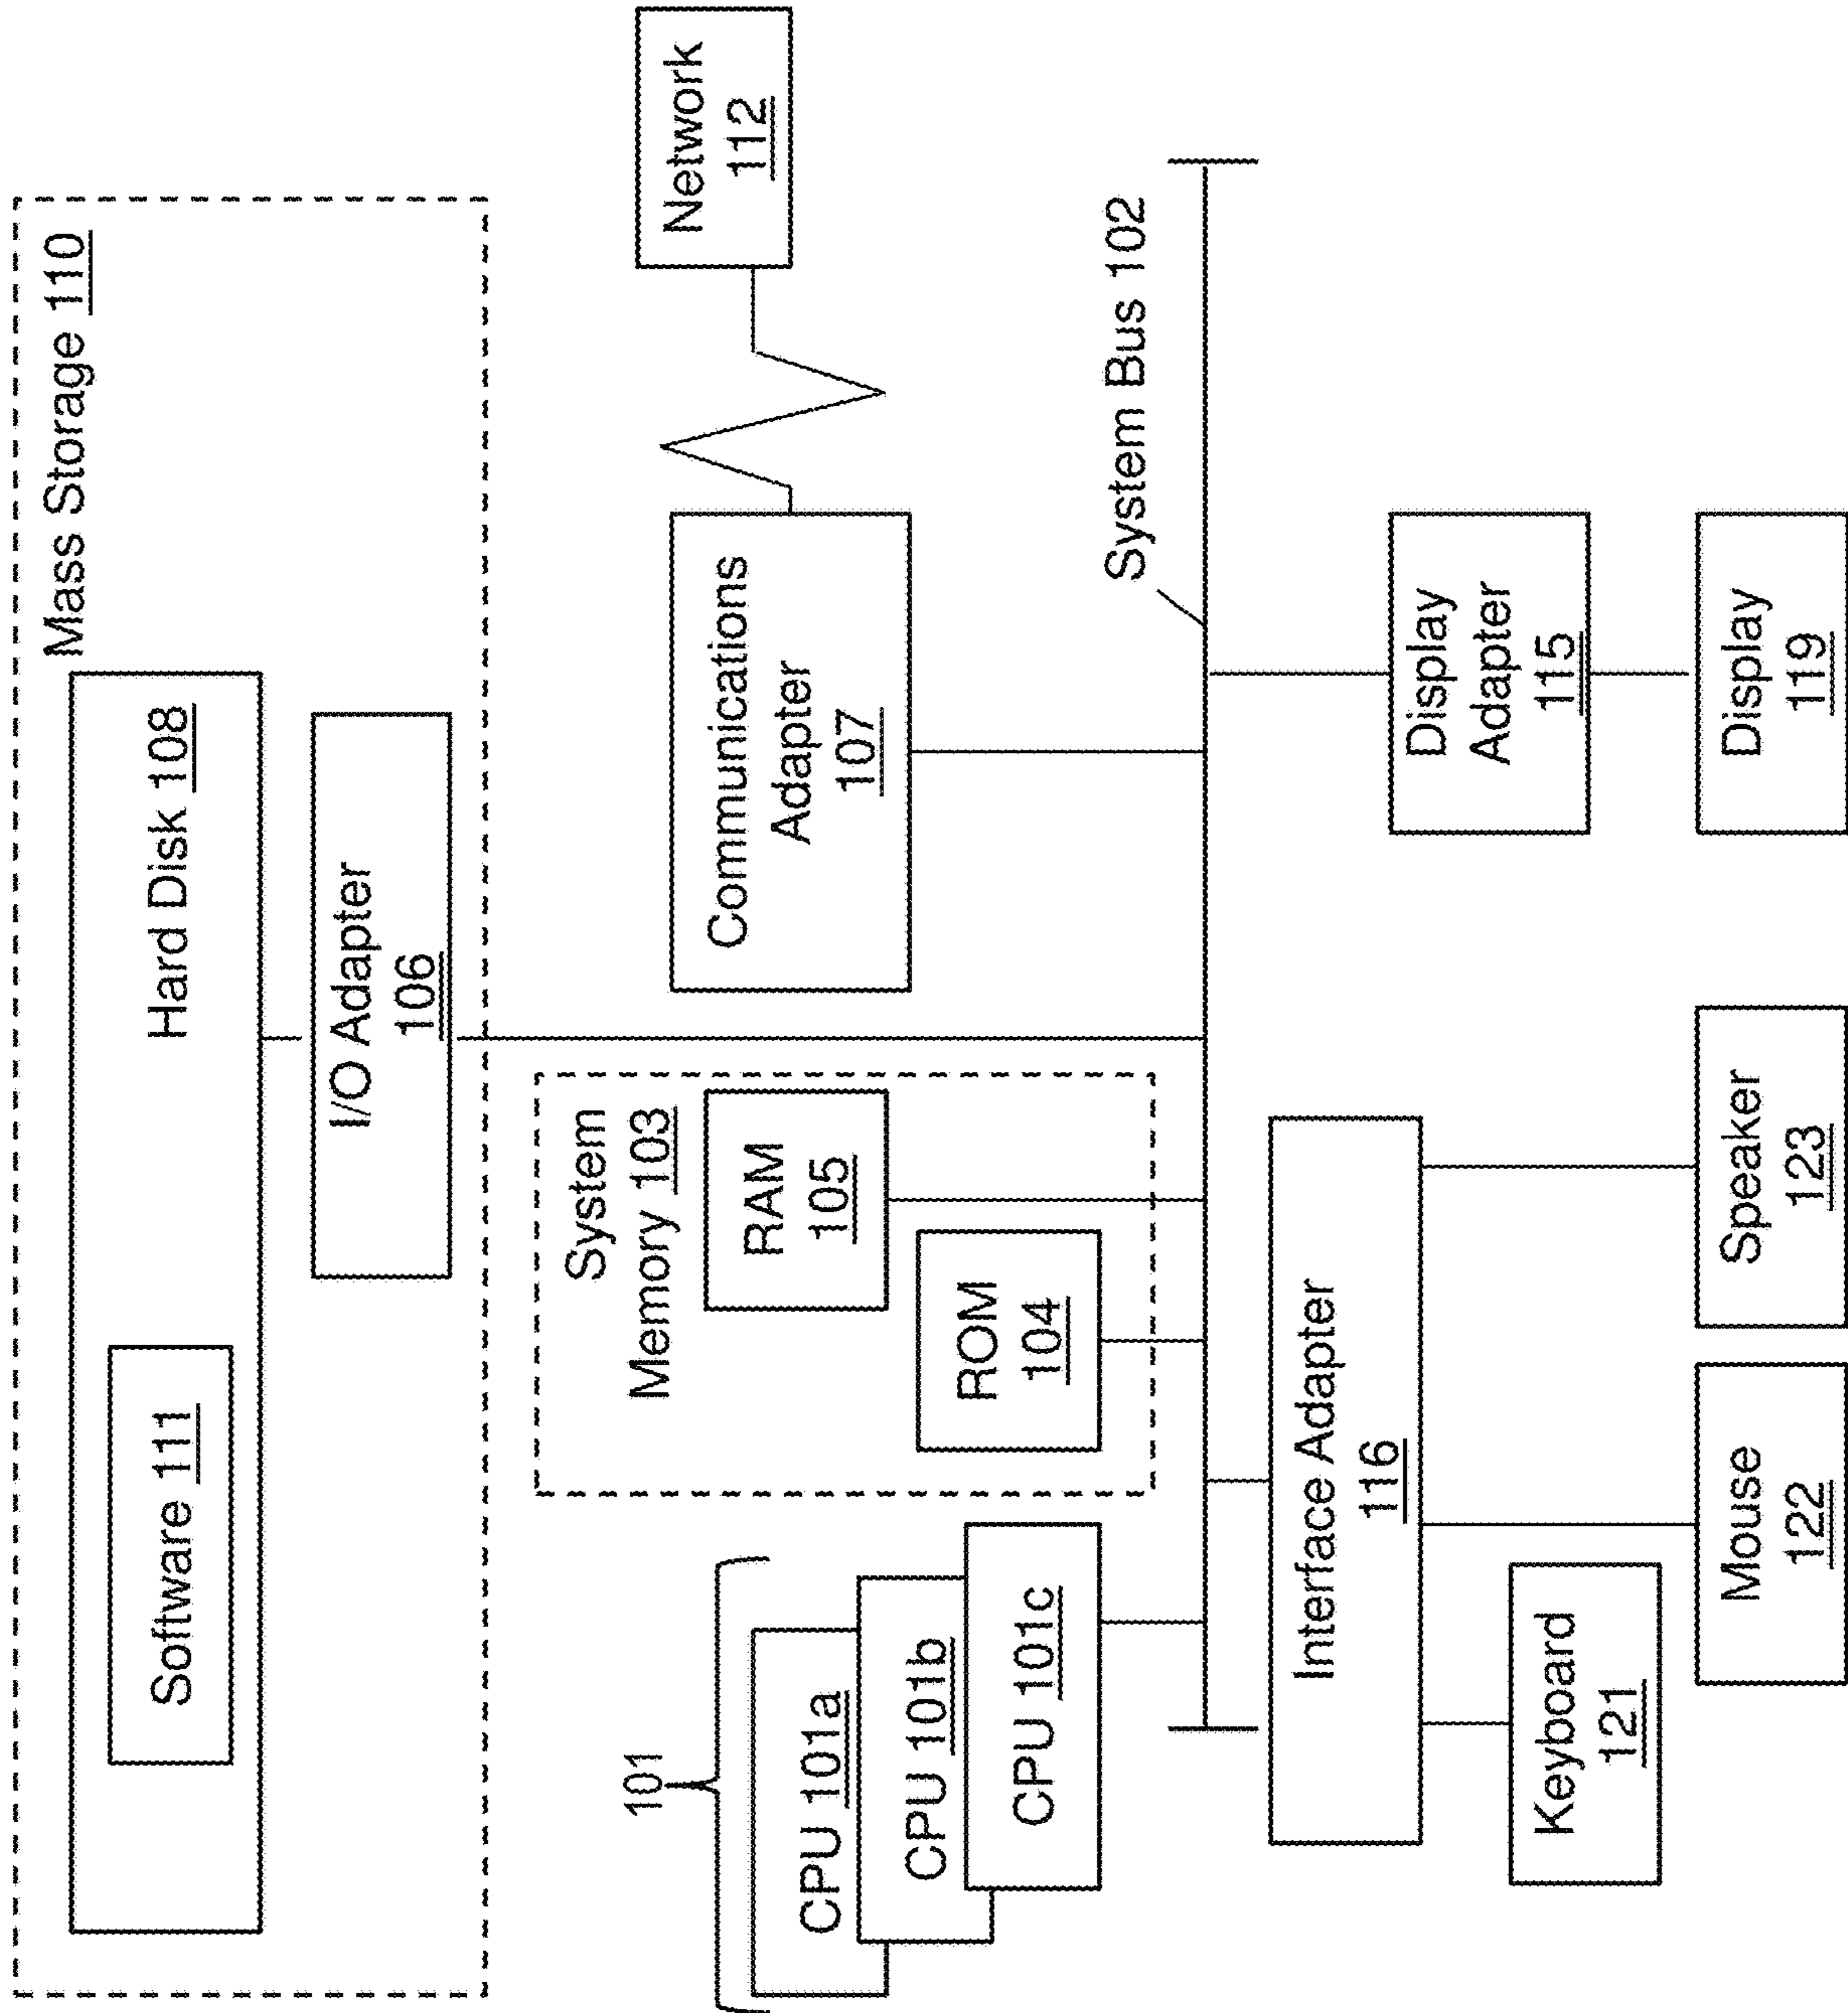 Mass Storage 110
Software 111
Hard Disk 108
I/O Adapter
106
101
CPU 101a
CPU 101b
CPU 101c
System
Memory 103
RAM
105
ROM
104
Communications
Adapter
107
Network
112
System Bus 102
Interface Adapter
116
Display
Adapter
115
Keyboard
121
Mouse
122
Speaker
123
Display
119